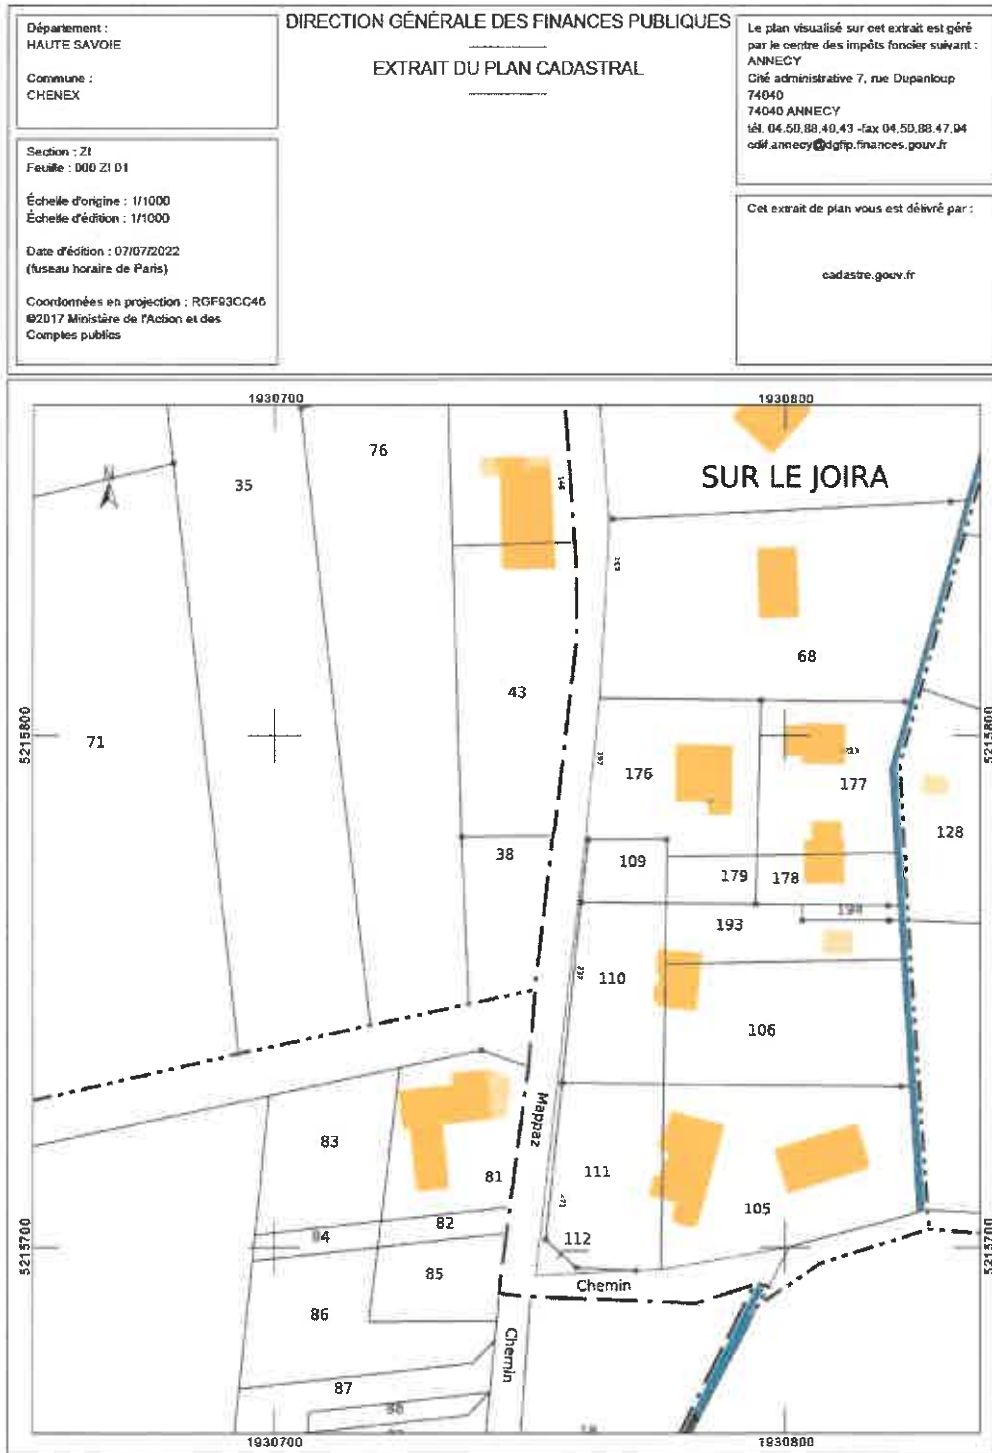 Département :
HAUTE SAVOIE
Commune :
CHENEX
Section : ZI
Feuille : 000 ZI 01
Échelle d'origine : 1/1000
Échelle d'édition : 1/1000
Date d'édition : 07/07/2022
(fuseau horaire de Paris)
Coordonnées en projection : RGF93CC46
©2017 Ministère de l'Action et des
Comptes publics
DIRECTION GÉNÉRALE DES FINANCES PUBLIQUES
EXTRAIT DU PLAN CADASTRAL
Le plan visualisé sur cet extrait est géré
par le centre des impôts foncier suivant :
ANNECY
Cité administrative 7, rue Dupanloup
74040
74040 ANNECY
tél. 04.50.88.40.43 -fax 04.50.88.47.94
cdif.annecy@dgfip.finances.gouv.fr
Cet extrait de plan vous est délivré par :
cadastre.gouv.fr
1930700
1930800
N
35
76
SUR LE JOIRA
68
43
5215800
5215800
71
176
177
128
38
109
179
178
194
193
110
106
Mappaz
83
81
111
105
82
84
112
5215700
5215700
85
Chemin
86
Chemin
87
88
1930700
1930800